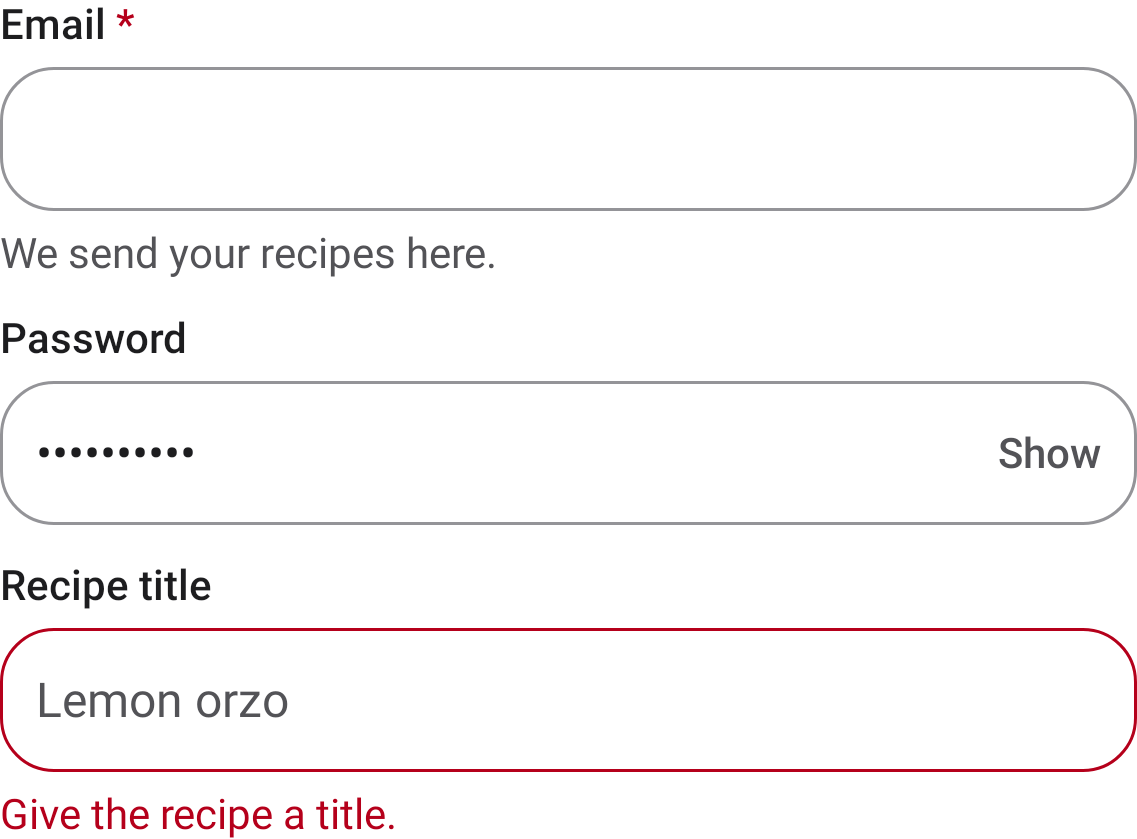 Email *
We send your recipes here.
Password
•••••••••• Show
Recipe title
Lemon orzo
Give the recipe a title.